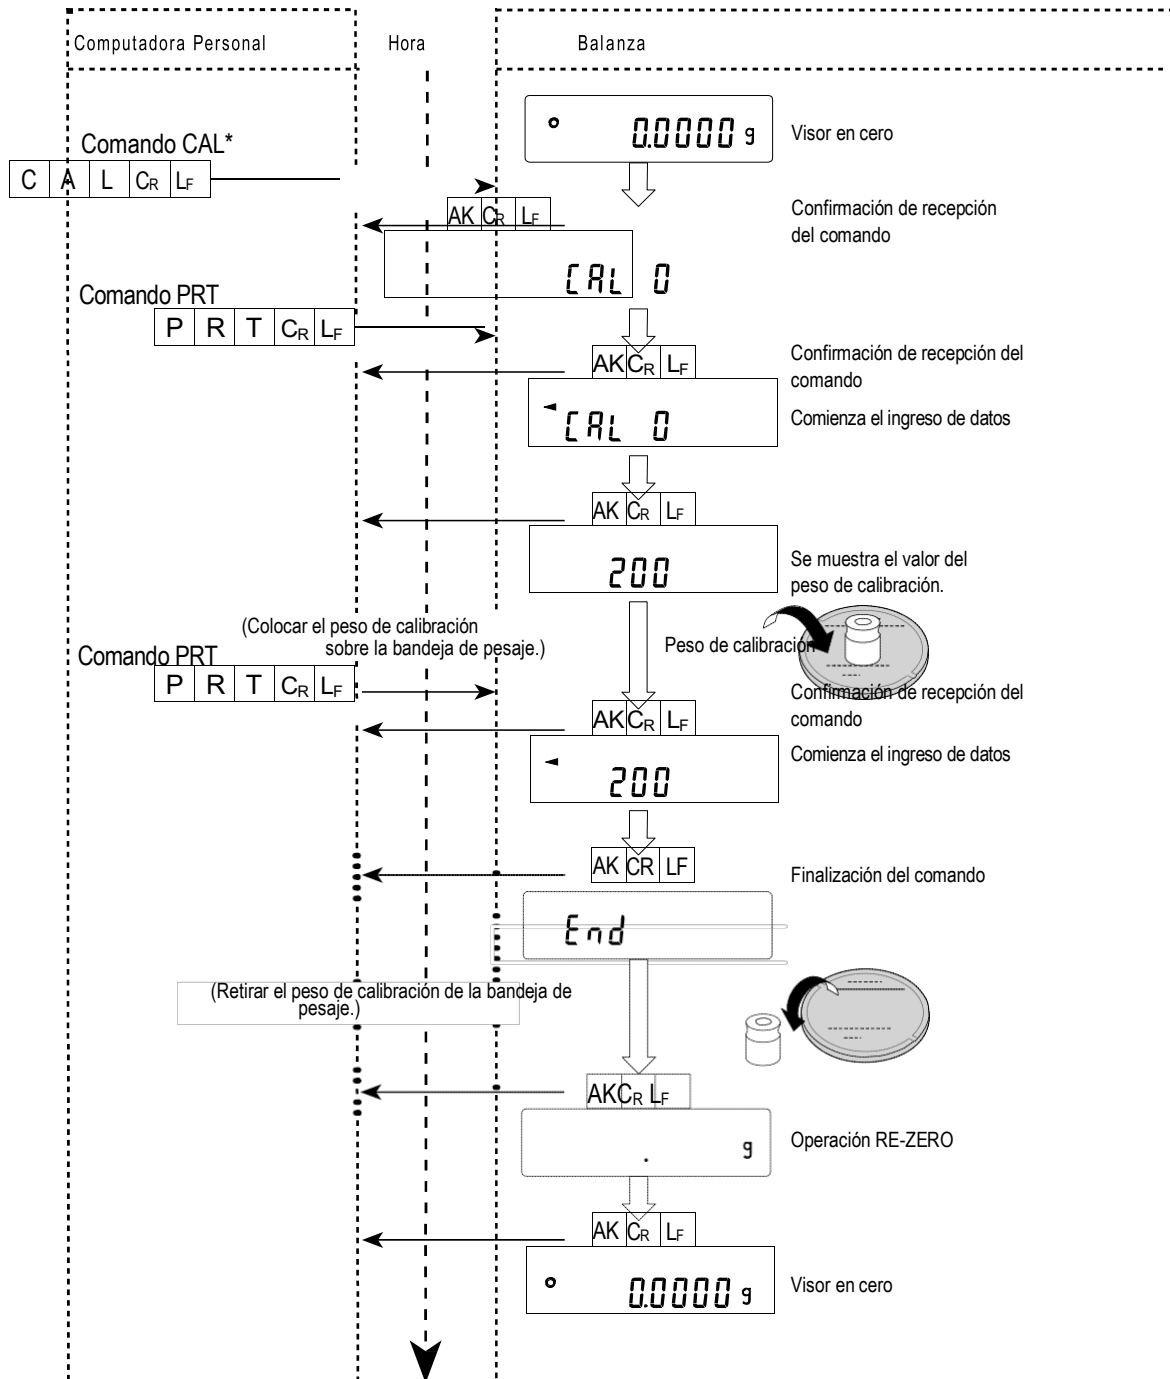 Computadora Personal
Hora
Balanza
0.0000 g
Visor en cero
Comando CAL*
C A L CR LF
AK CR LF
Confirmación de recepción
del comando
CAL 0
Comando PRT
P R T CR LF
AK CR LF
Confirmación de recepción del
comando
CAL 0
Comienza el ingreso de datos
AK CR LF
200
Se muestra el valor del
peso de calibración.
(Colocar el peso de calibración
sobre la bandeja de pesaje.)
Peso de calibración
Comando PRT
P R T CR LF
AK CR LF
Confirmación de recepción del
comando
200
Comienza el ingreso de datos
AK CR LF
Finalización del comando
End
(Retirar el peso de calibración de la bandeja de
pesaje.)
AK CR LF
. g
Operación RE-ZERO
AK CR LF
0.0000 g
Visor en cero